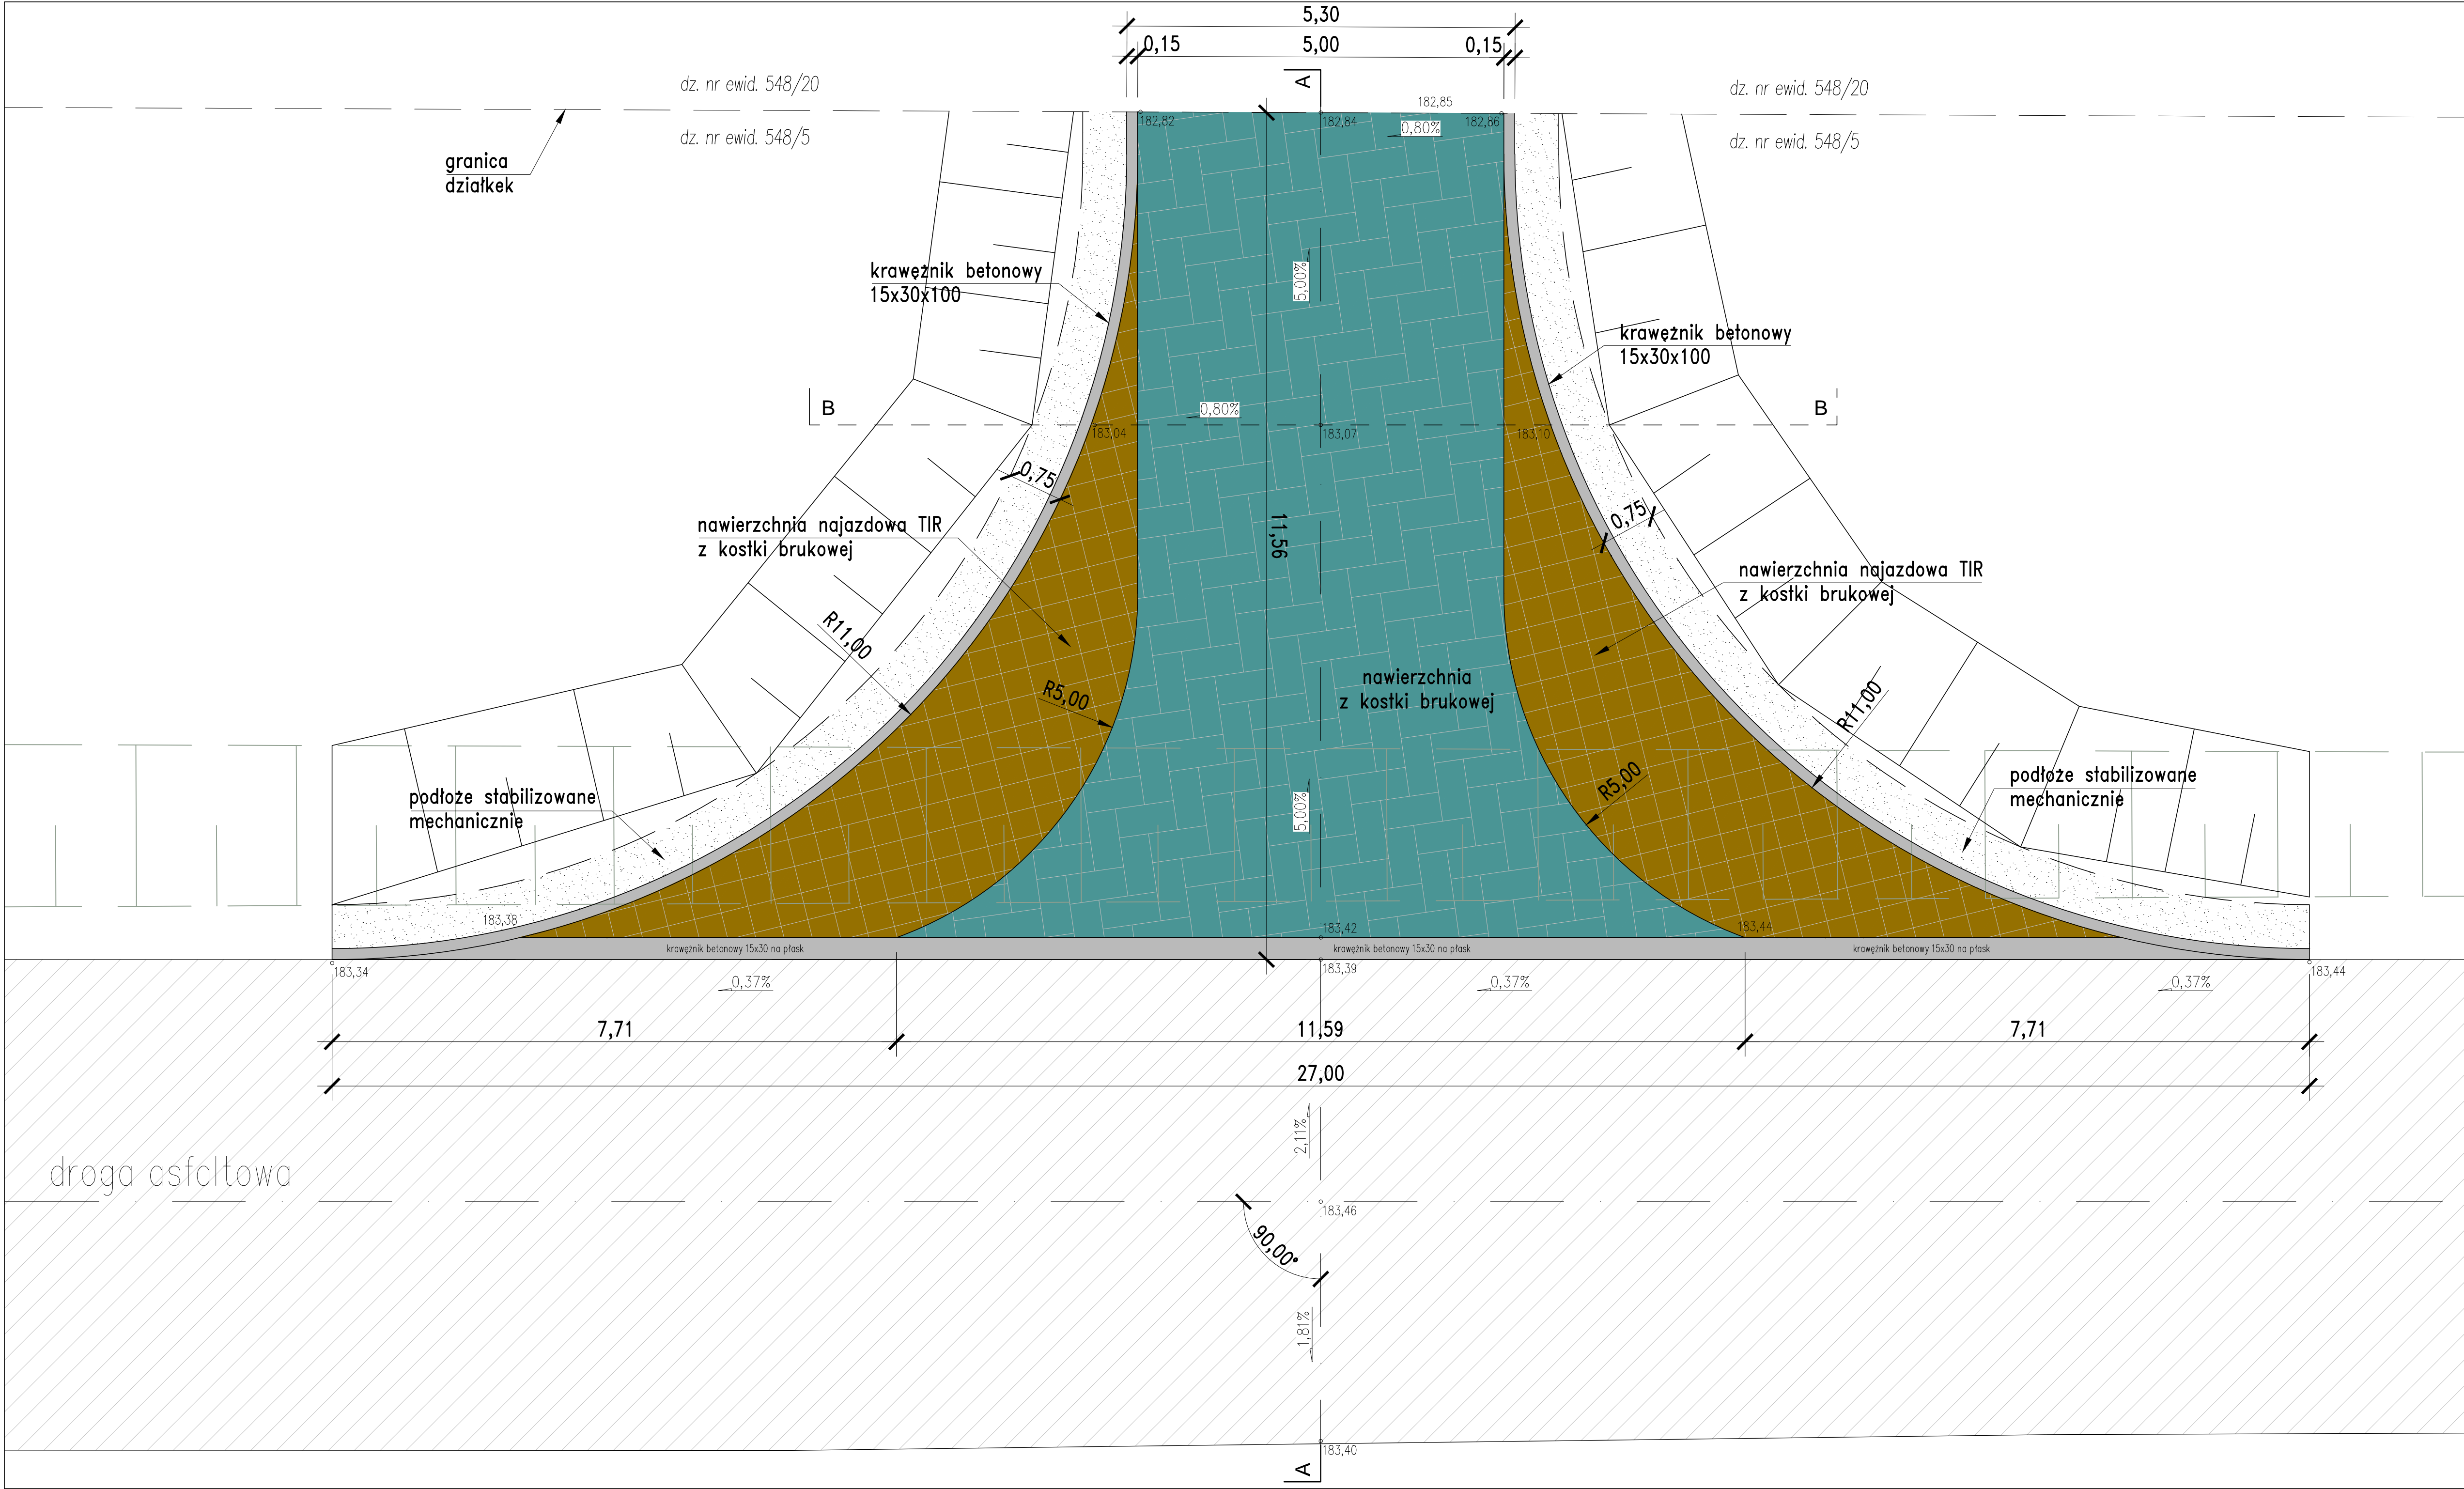 5,30
0,15
5,00
0,15
A
dz. nr ewid. 548/20
dz. nr ewid. 548/20
182,85
182,82
182,84
182,86
0,80%
dz. nr ewid. 548/5
dz. nr ewid. 548/5
granica
działkek
krawężnik betonowy
15x30x100
5,00%
krawężnik betonowy
15x30x100
B
0,80%
B
183,04
183,07
183,10
0,75
0,75
nawierzchnia najazdowa TIR
z kostki brukowej
11,56
nawierzchnia najazdowa TIR
z kostki brukowej
R11,00
R5,00
nawierzchnia
z kostki brukowej
R11,00
R5,00
podłoże stabilizowane
mechanicznie
5,00%
podłoże stabilizowane
mechanicznie
183,38
183,42
183,44
krawężnik betonowy 15x30 na płask
krawężnik betonowy 15x30 na płask
krawężnik betonowy 15x30 na płask
183,34
183,39
183,44
0,37%
0,37%
0,37%
7,71
11,59
7,71
27,00
2,11%
droga asfaltowa
183,46
90,00°
1,81%
183,40
A